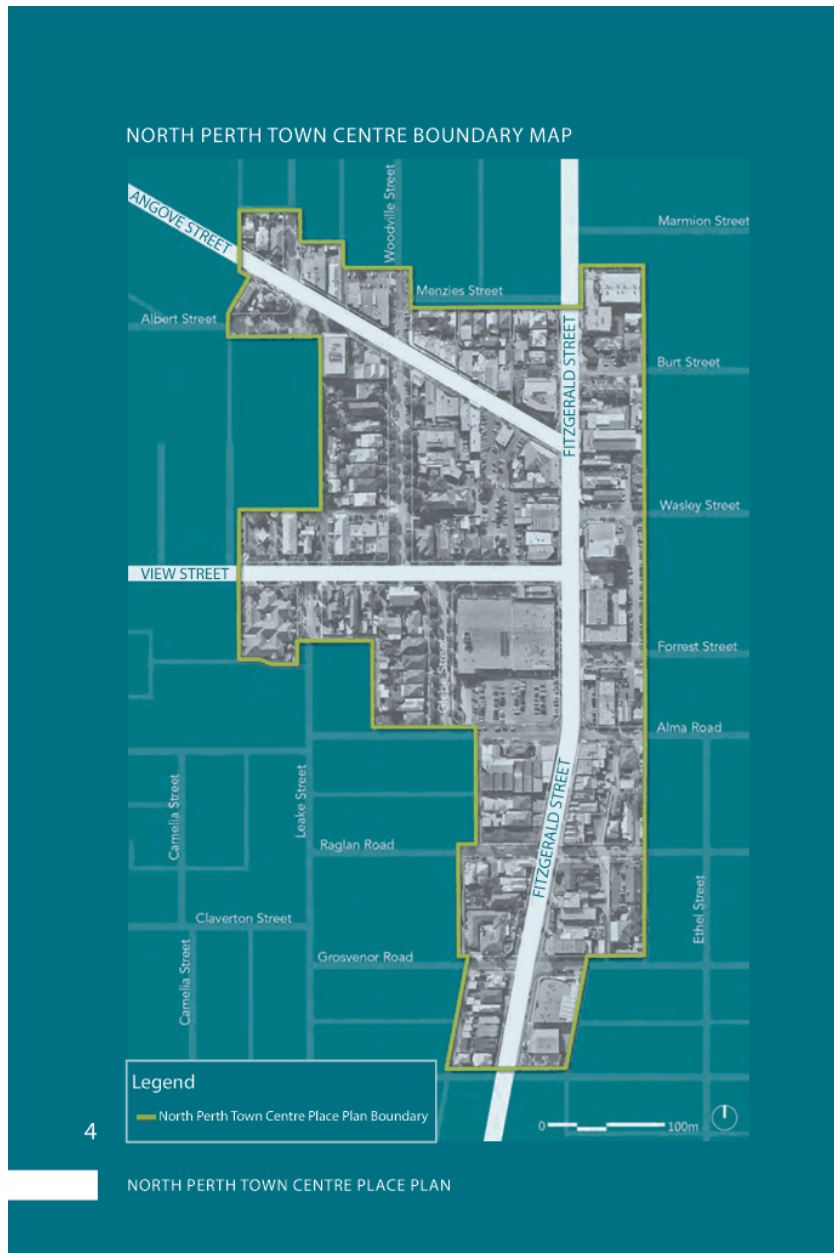 NORTH PERTH TOWN CENTRE BOUNDARY MAP
Woodville Street
ANGOVE STREET
Marmion Street
Menzies Street
Albert Street
FITZGERALD STREET
Burt Street
Wasley Street
VIEW STREET
Forrest Street
Glebe Street
Alma Road
Leake Street
Camelia Street
FITZGERALD STREET
Raglan Road
Ethel Street
Claverton Street
Grosvenor Road
Camelia Street
Legend
North Perth Town Centre Place Plan Boundary
0 100m
4
NORTH PERTH TOWN CENTRE PLACE PLAN